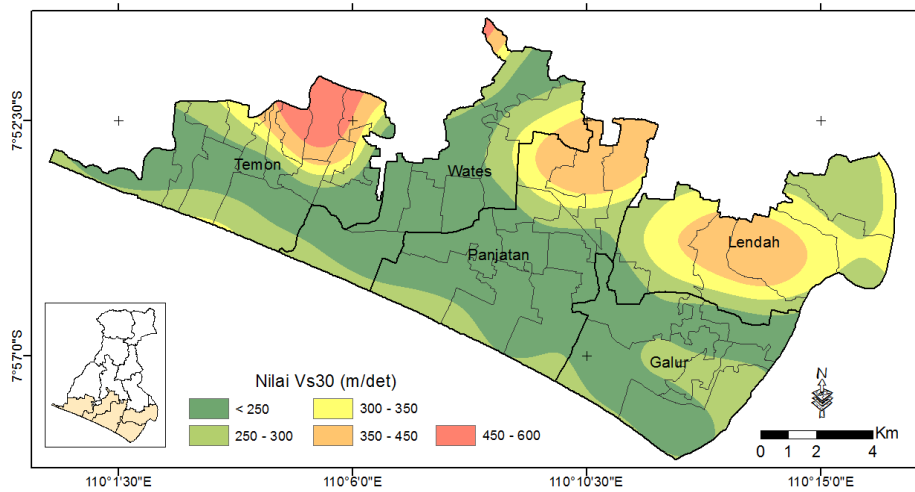 7°52'30"S
7°57'0"S
Temon
Wates
Panjatan
Lendah
Galur
Nilai Vs30 (m/det)
< 250
250 - 300
300 - 350
350 - 450
450 - 600
N
Km
0 1 2 4
110°1'30"E
110°6'0"E
110°10'30"E
110°15'0"E